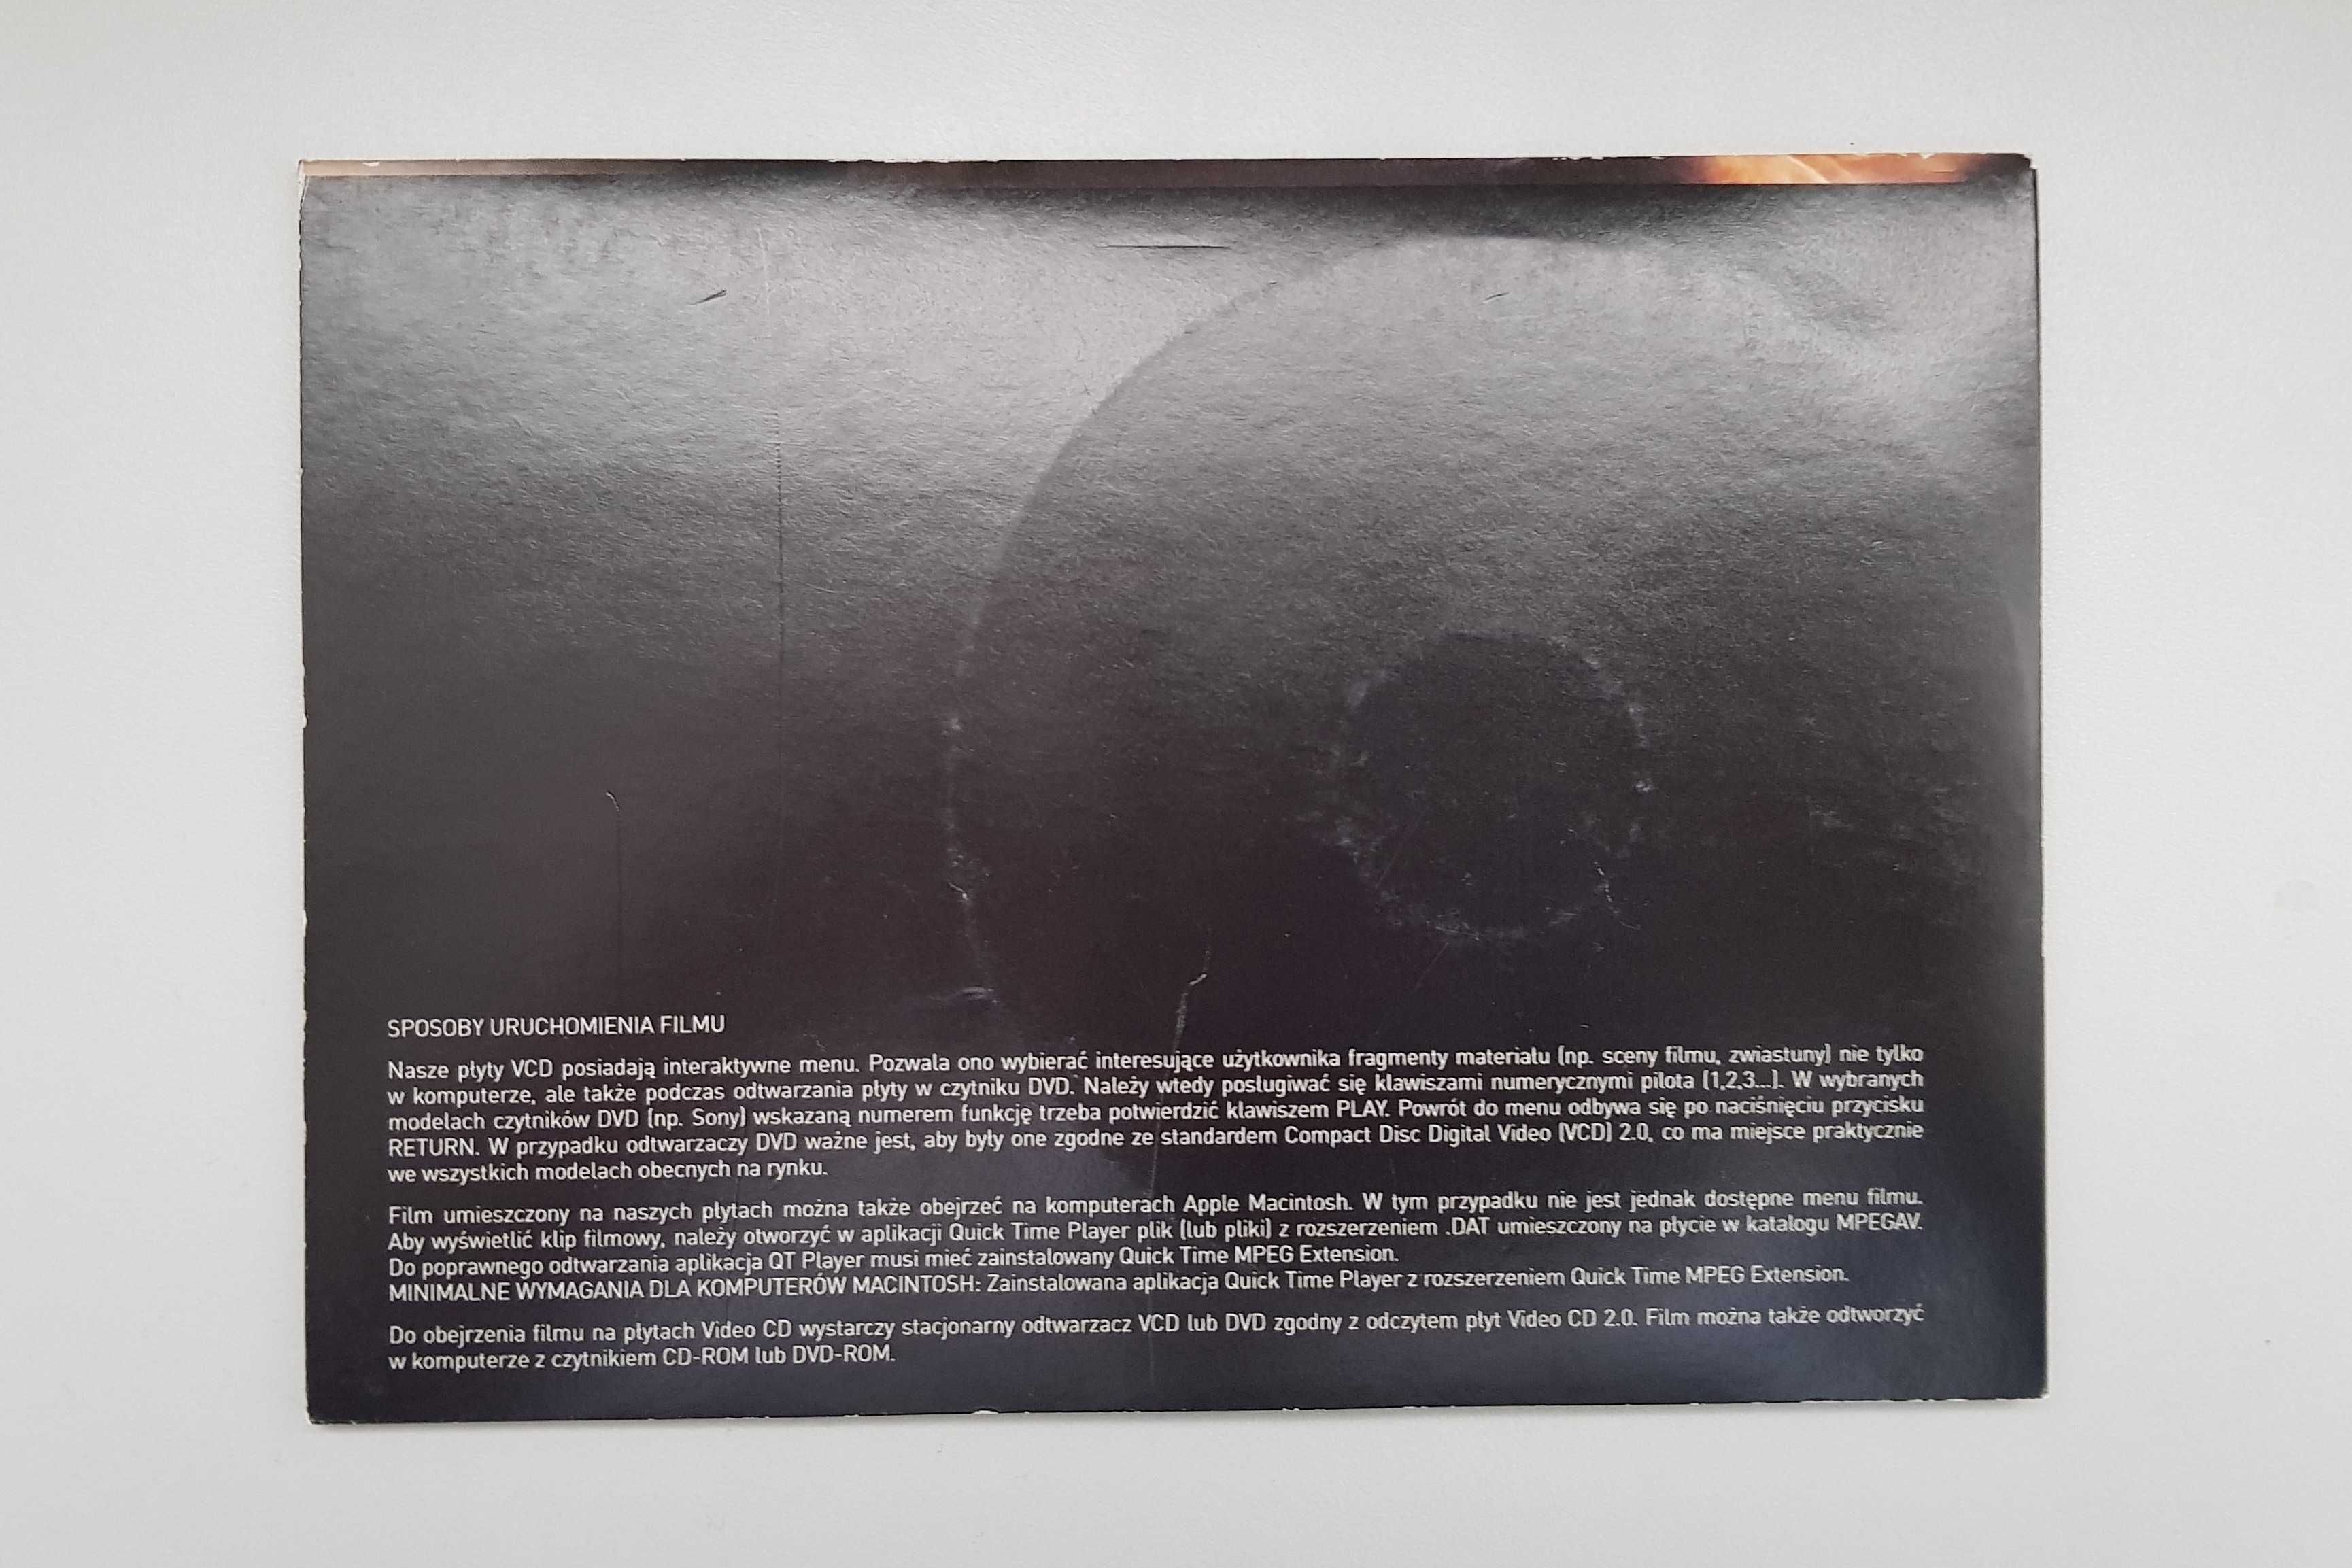 SPOSOBY URUCHOMIENIA FILMU
Nasze płyty VCD posiadają interaktywne menu. Pozwala ono wybierać interesujące użytkownika fragmenty materiału (np. sceny filmu, zwiastuny) nie tylko
w komputerze, ale także podczas odtwarzania płyty w czytniku DVD. Należy wtedy posługiwać się klawiszami numerycznymi pilota (1,2,3...). W wybranych
modelach czytników DVD (np. Sony) wskazaną numerem funkcję trzeba potwierdzić klawiszem PLAY. Powrót do menu odbywa się po naciśnięciu przycisku
RETURN. W przypadku odtwarzaczy DVD ważne jest, aby były one zgodne ze standardem Compact Disc Digital Video (VCD) 2.0, co ma miejsce praktycznie
we wszystkich modelach obecnych na rynku.
Film umieszczony na naszych płytach można także obejrzeć na komputerach Apple Macintosh. W tym przypadku nie jest jednak dostępne menu filmu.
Aby wyświetlić klip filmowy, należy otworzyć w aplikacji Quick Time Player plik (lub pliki) z rozszerzeniem .DAT umieszczony na płycie w katalogu MPEGAV.
Do poprawnego odtwarzania aplikacja QT Player musi mieć zainstalowany Quick Time MPEG Extension.
MINIMALNE WYMAGANIA DLA KOMPUTERÓW MACINTOSH: Zainstalowana aplikacja Quick Time Player z rozszerzeniem Quick Time MPEG Extension.
Do obejrzenia filmu na płytach Video CD wystarczy stacjonarny odtwarzacz VCD lub DVD zgodny z odczytem płyt Video CD 2.0. Film można także odtworzyć
w komputerze z czytnikiem CD-ROM lub DVD-ROM.